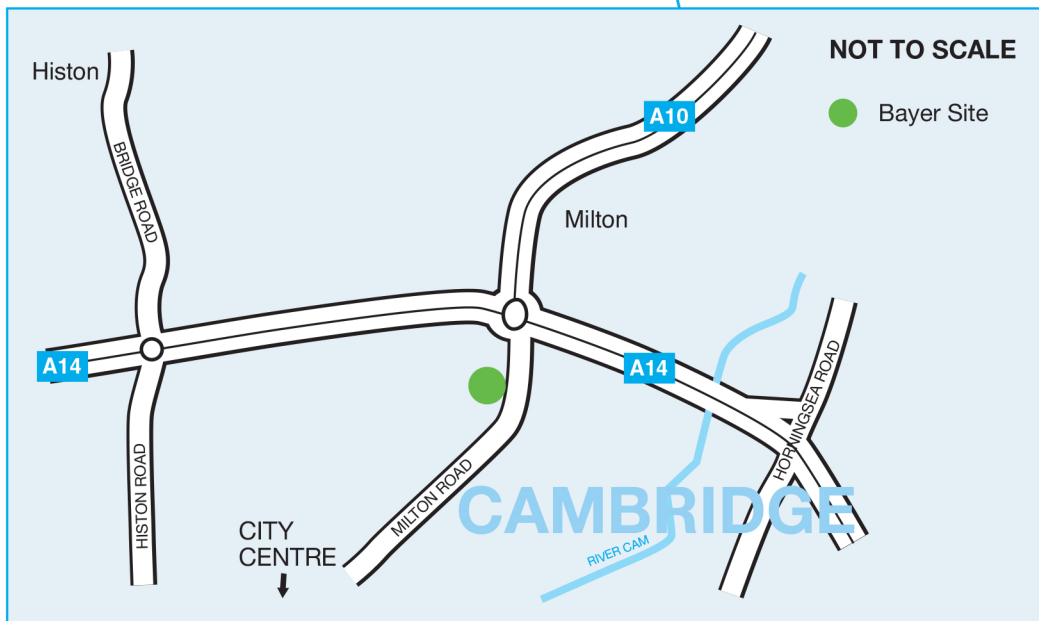 NOT TO SCALE
Bayer Site
Histon
BRIDGE ROAD
A10
Milton
A14
A14
HORNINGSEA ROAD
HISTON ROAD
MILTON ROAD
CAMBRIDGE
CITY
CENTRE
RIVER CAM